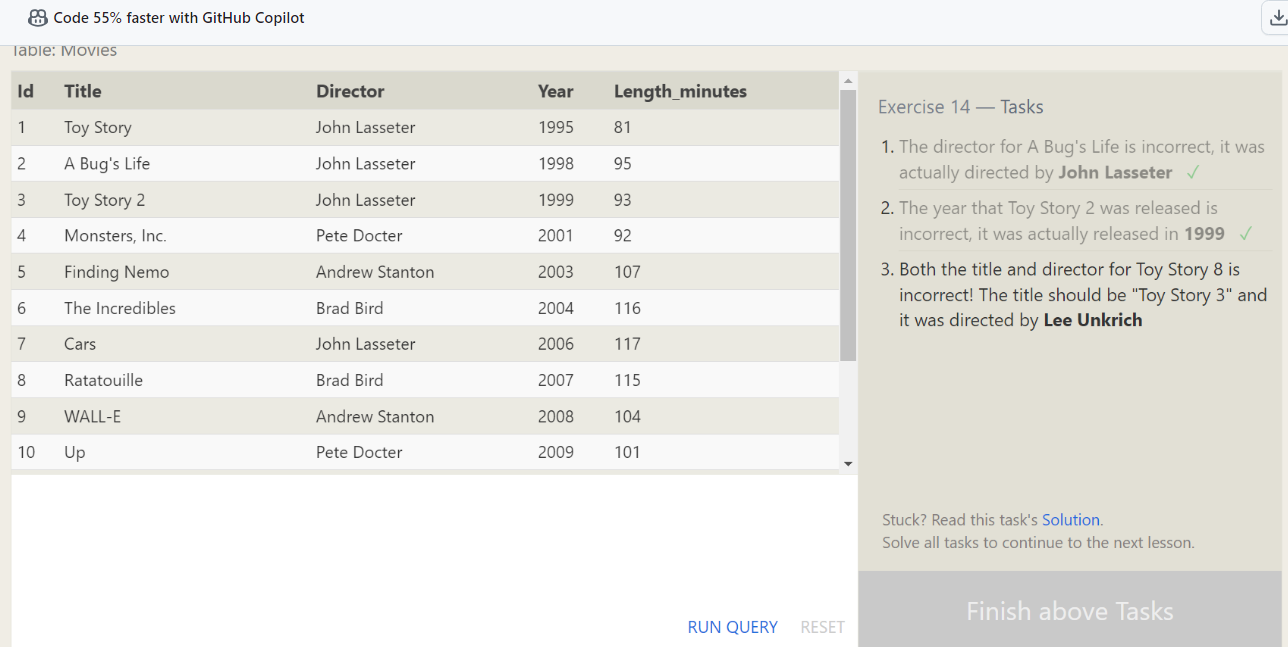 Code 55% faster with GitHub Copilot
Table: Movies
Id Title Director Year Length_minutes
1 Toy Story John Lasseter 1995 81
2 A Bug's Life John Lasseter 1998 95
3 Toy Story 2 John Lasseter 1999 93
4 Monsters, Inc. Pete Docter 2001 92
5 Finding Nemo Andrew Stanton 2003 107
6 The Incredibles Brad Bird 2004 116
7 Cars John Lasseter 2006 117
8 Ratatouille Brad Bird 2007 115
9 WALL-E Andrew Stanton 2008 104
10 Up Pete Docter 2009 101
RUN QUERY RESET
Exercise 14 — Tasks
1. The director for A Bug's Life is incorrect, it was
actually directed by John Lasseter ✓
2. The year that Toy Story 2 was released is
incorrect, it was actually released in 1999 ✓
3. Both the title and director for Toy Story 8 is
incorrect! The title should be "Toy Story 3" and
it was directed by Lee Unkrich
Stuck? Read this task's Solution.
Solve all tasks to continue to the next lesson.
Finish above Tasks